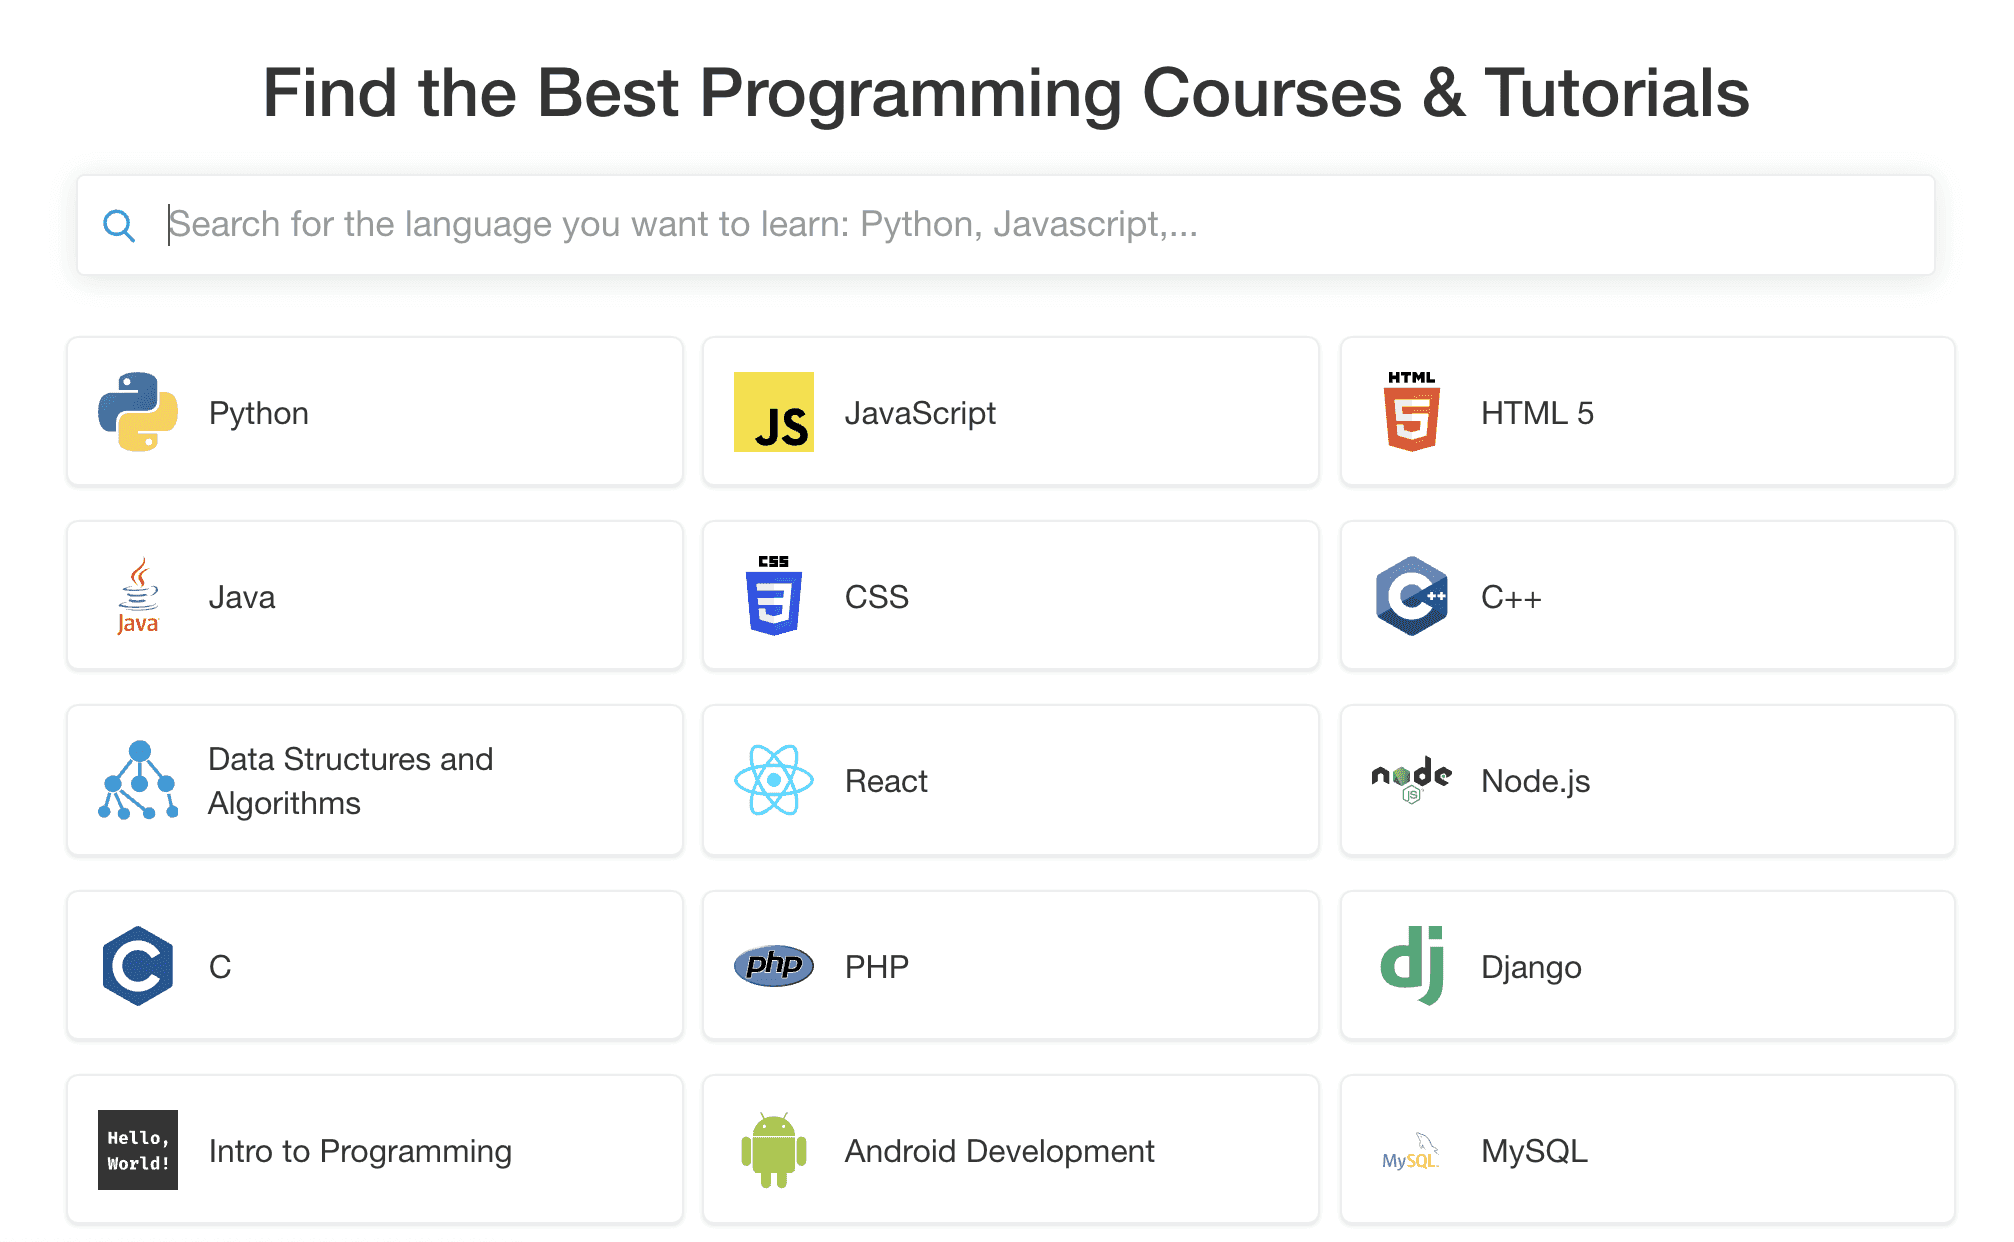 Find the Best Programming Courses & Tutorials
Search for the language you want to learn: Python, Javascript,...
Python
JS
JavaScript
HTML
5
HTML 5
Java
Java
CSS
3
CSS
C++
C++
Data Structures and
Algorithms
React
node
JS
Node.js
C
C
php
PHP
dj
Django
Hello,
World!
Intro to Programming
Android Development
MySQL
MySQL